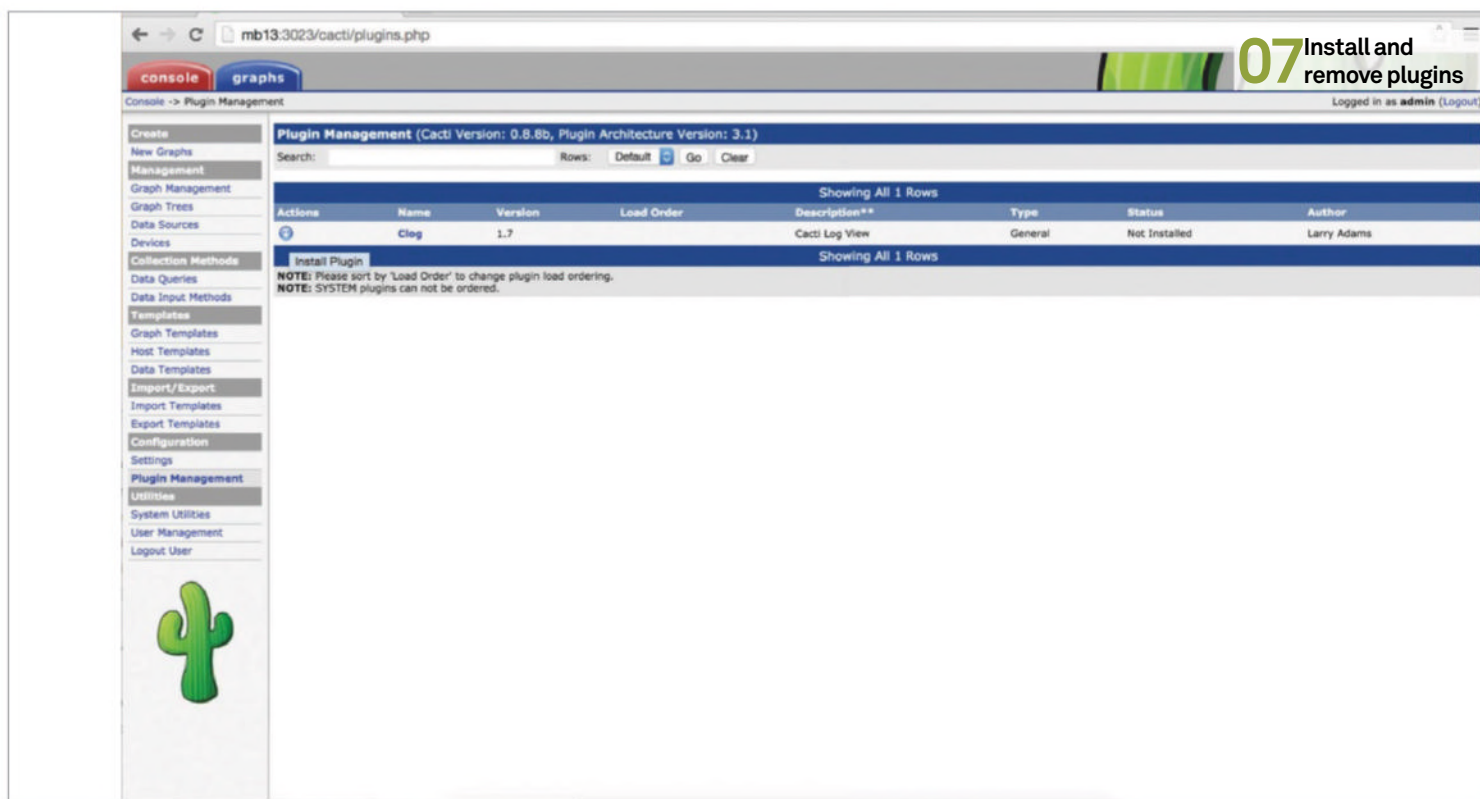 mb13:3023/cacti/plugins.php
07 Install and
remove plugins
console graphs
Console -> Plugin Management
Logged in as admin (Logout)
Create
New Graphs
Management
Graph Management
Graph Trees
Data Sources
Devices
Collection Methods
Data Queries
Data Input Methods
Templates
Graph Templates
Host Templates
Data Templates
Import/Export
Import Templates
Export Templates
Configuration
Settings
Plugin Management
Utilities
System Utilities
User Management
Logout User
Plugin Management (Cacti Version: 0.8.8b, Plugin Architecture Version: 3.1)
Search: Rows: Default Go Clear
Showing All 1 Rows
Actions Name Version Load Order Description** Type Status Author
Clog 1.7 Cacti Log View General Not Installed Larry Adams
Showing All 1 Rows
Install Plugin
NOTE: Please sort by 'Load Order' to change plugin load ordering.
NOTE: SYSTEM plugins can not be ordered.